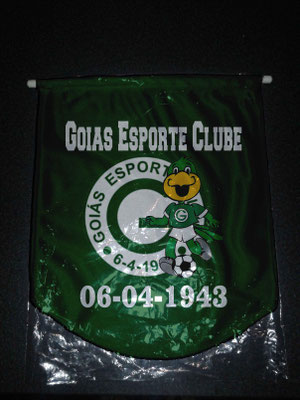 GOIAS ESPORTE CLUBE
GOIÁS ESPORT
G
6-4-19
06-04-1943